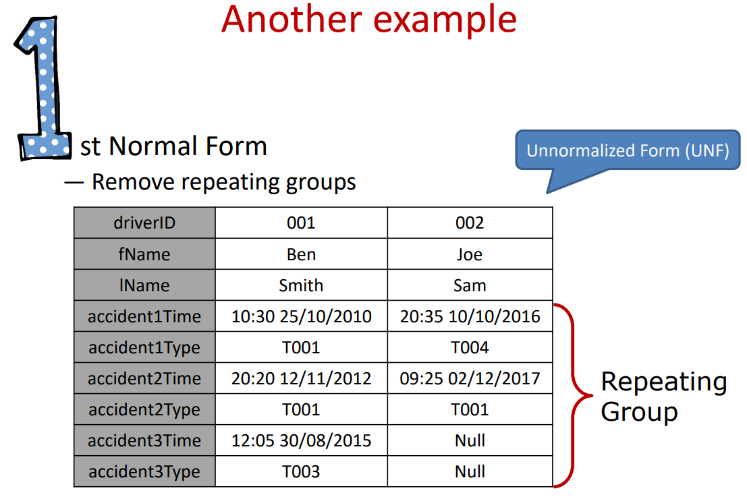 Another example
1st Normal Form
Unnormalized Form (UNF)
— Remove repeating groups
driverID 001 002
fName Ben Joe
lName Smith Sam
accident1Time 10:30 25/10/2010 20:35 10/10/2016
accident1Type T001 T004
accident2Time 20:20 12/11/2012 09:25 02/12/2017
accident2Type T001 T001
accident3Time 12:05 30/08/2015 Null
accident3Type T003 Null
Repeating
Group